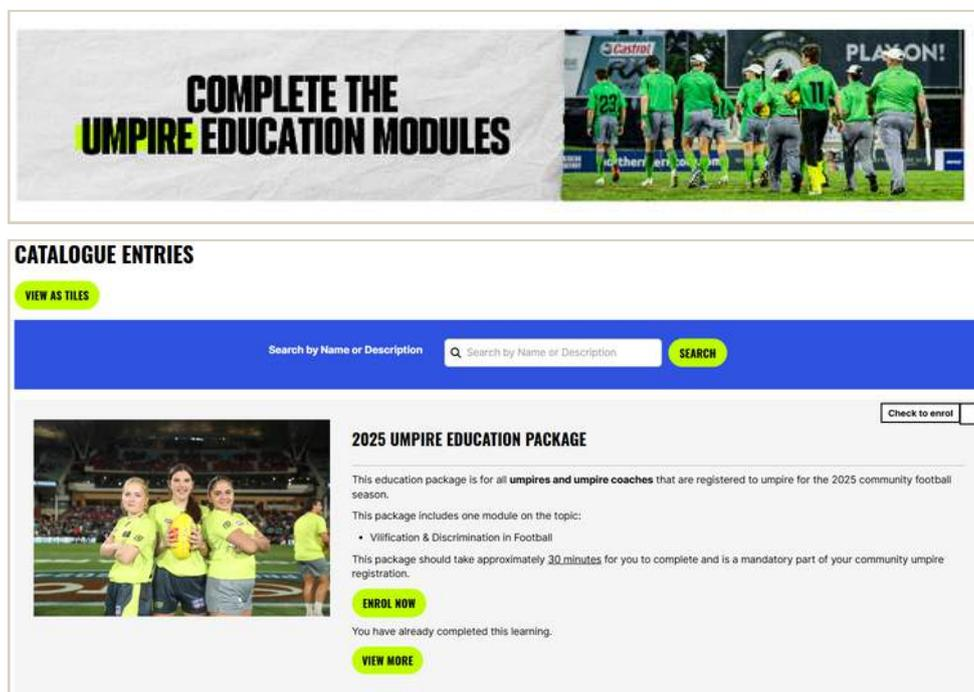 COMPLETE THE
UMPIRE EDUCATION MODULES
Castrol
PLAY ON!
23
11
CATALOGUE ENTRIES
VIEW AS TILES
Search by Name or Description
Search by Name or Description
SEARCH
Check to enrol
2025 UMPIRE EDUCATION PACKAGE
This education package is for all umpires and umpire coaches that are registered to umpire for the 2025 community football
season.
This package includes one module on the topic:
• Vilification & Discrimination in Football
This package should take approximately 30 minutes for you to complete and is a mandatory part of your community umpire
registration.
ENROL NOW
You have already completed this learning.
VIEW MORE